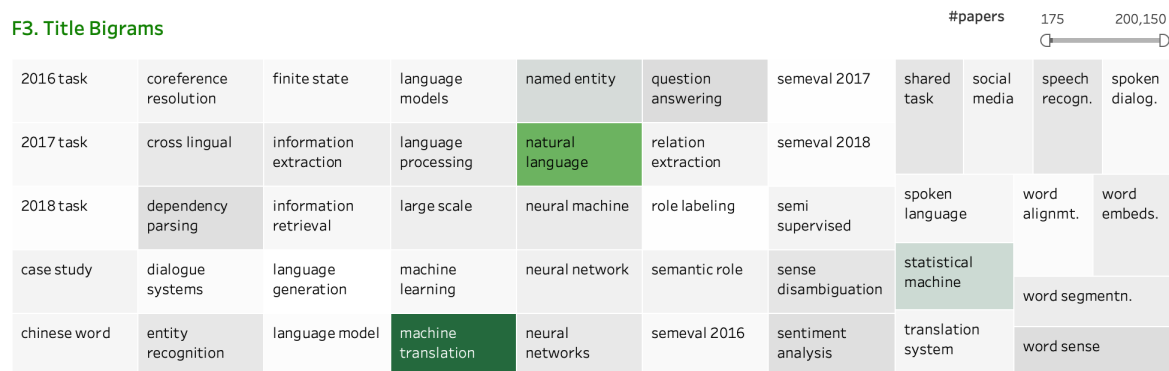 F3. Title Bigrams
#papers
175
200,150
2016 task
coreference
resolution
finite state
language
models
named entity
question
answering
semeval 2017
shared
task
social
media
speech
recogn.
spoken
dialog.
2017 task
cross lingual
information
extraction
language
processing
natural
language
relation
extraction
semeval 2018
2018 task
dependency
parsing
information
retrieval
large scale
neural machine
role labeling
semi
supervised
spoken
language
word
alignmt.
word
embeds.
case study
dialogue
systems
language
generation
machine
learning
neural network
semantic role
sense
disambiguation
statistical
machine
word segmentn.
chinese word
entity
recognition
language model
machine
translation
neural
networks
semeval 2016
sentiment
analysis
translation
system
word sense